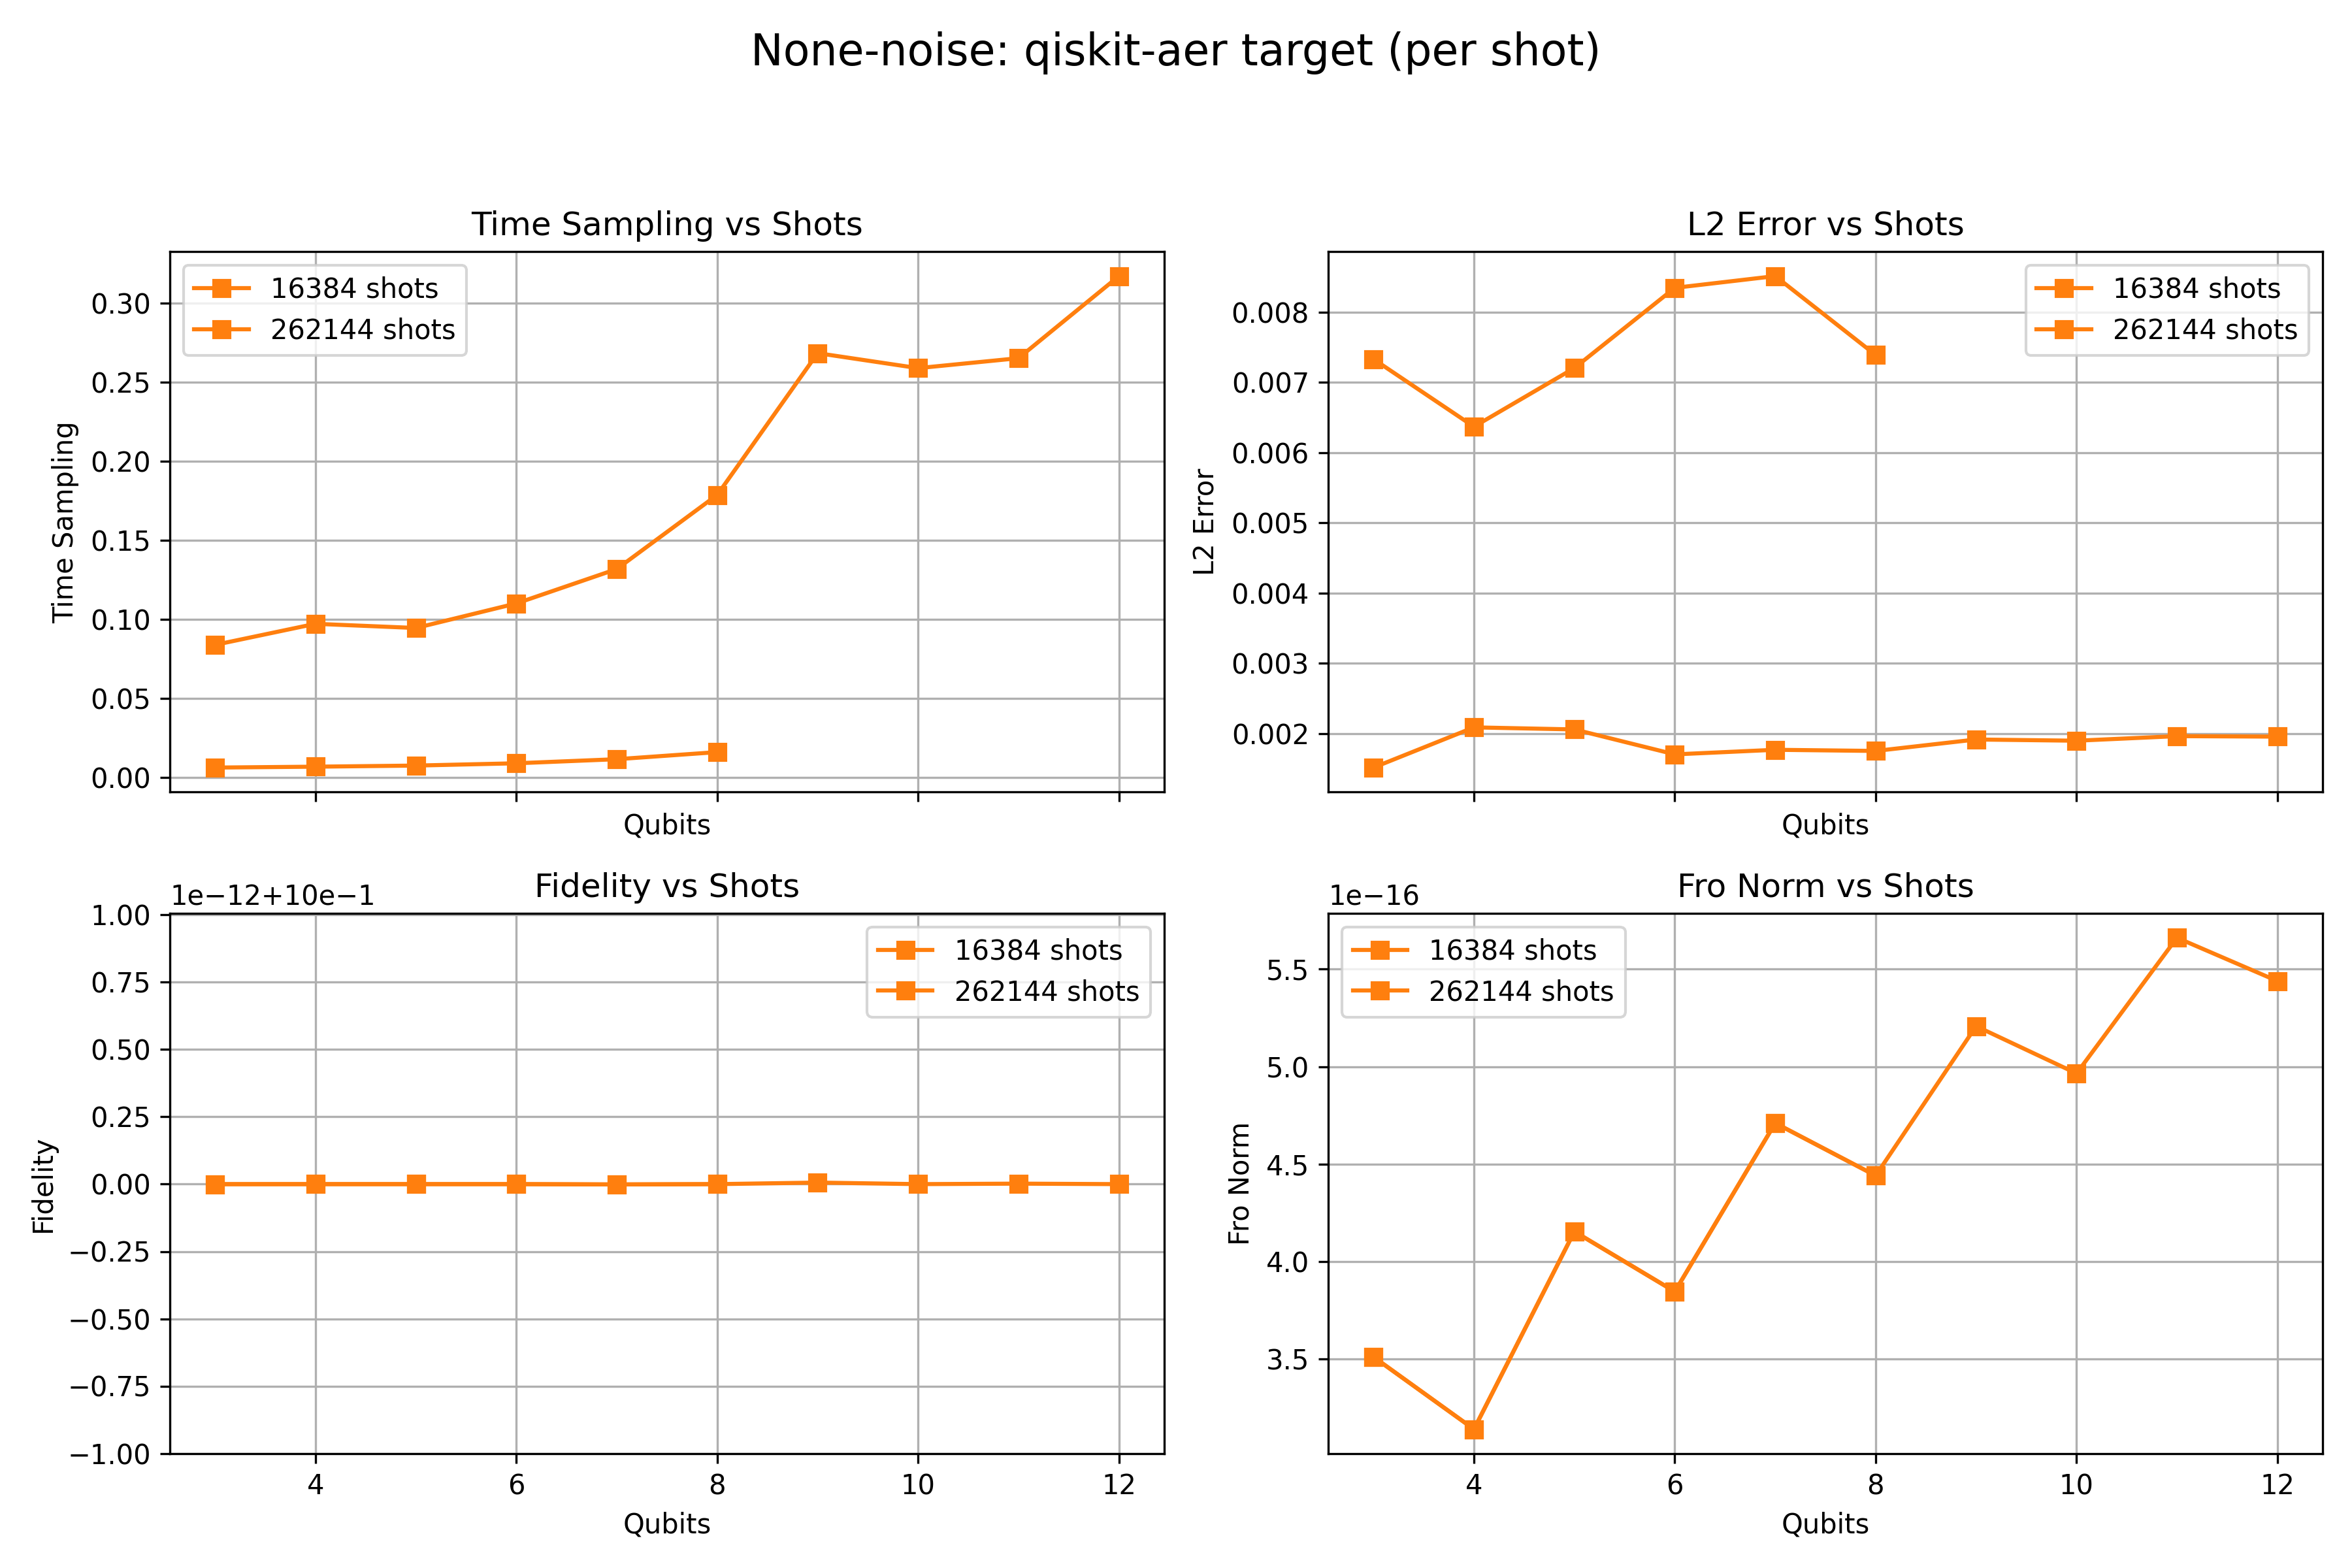 None-noise: qiskit-aer target (per shot)
Time Sampling vs Shots
16384 shots
262144 shots
0.30
0.25
0.20
0.15
0.10
0.05
0.00
Time Sampling
Qubits
L2 Error vs Shots
16384 shots
262144 shots
0.008
0.007
0.006
0.005
0.004
0.003
0.002
L2 Error
Qubits
Fidelity vs Shots
1e−12+10e−1
16384 shots
262144 shots
1.00
0.75
0.50
0.25
0.00
−0.25
−0.50
−0.75
−1.00
Fidelity
4 6 8 10 12
Qubits
Fro Norm vs Shots
1e−16
16384 shots
262144 shots
5.5
5.0
4.5
4.0
3.5
Fro Norm
4 6 8 10 12
Qubits